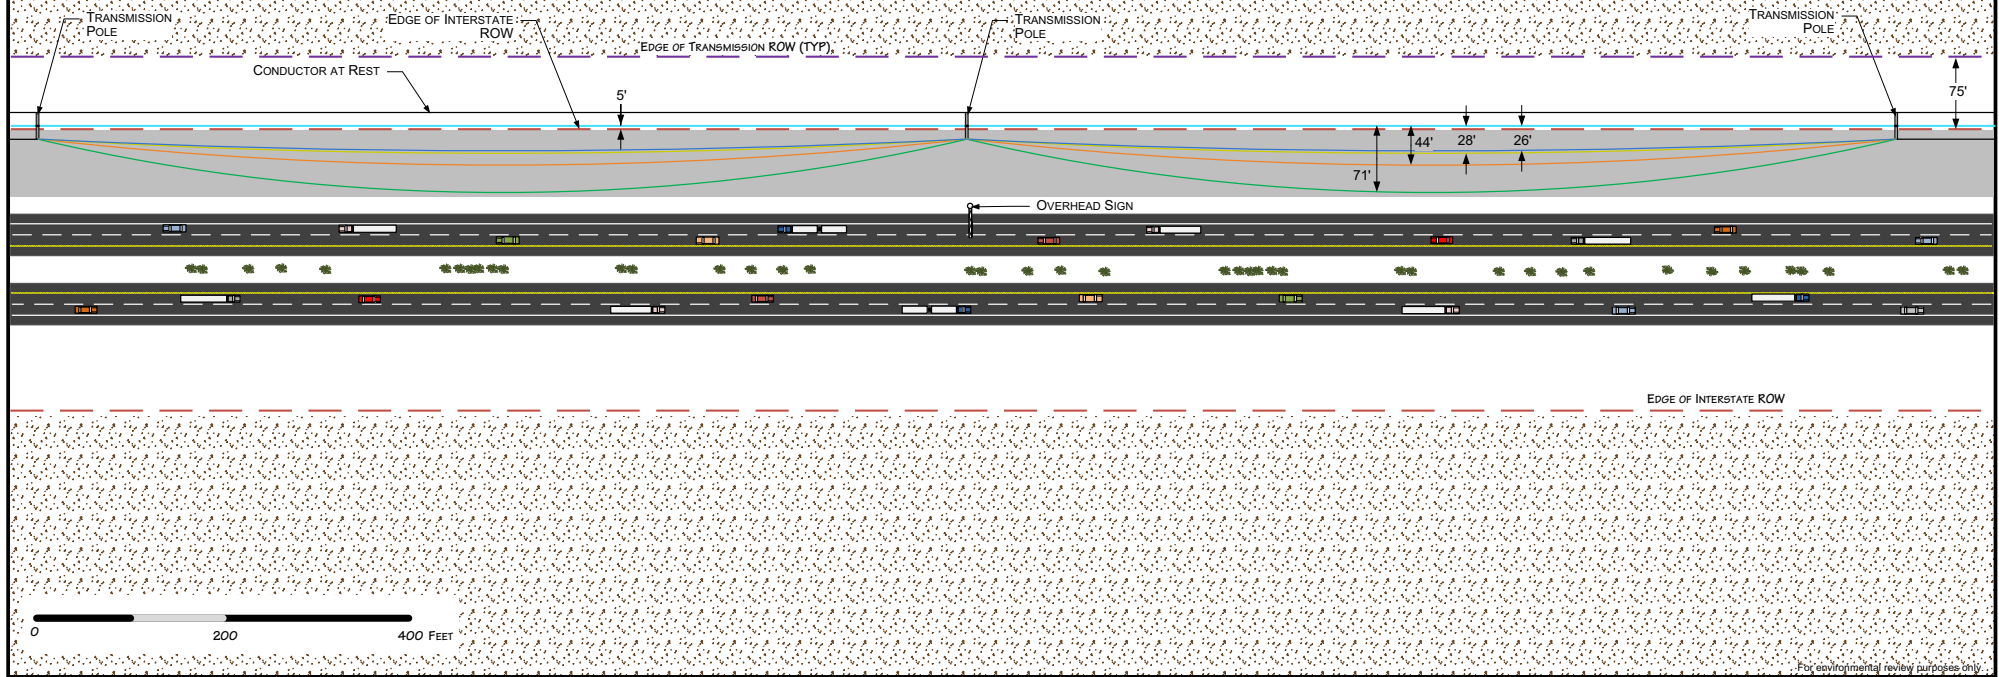 TRANSMISSION
POLE
EDGE OF INTERSTATE
ROW
TRANSMISSION
POLE
TRANSMISSION
POLE
EDGE OF TRANSMISSION ROW (TYP)
CONDUCTOR AT REST
5'
75'
44'
28'
26'
71'
OVERHEAD SIGN
EDGE OF INTERSTATE ROW
0
200
400 FEET
For environmental review purposes only.